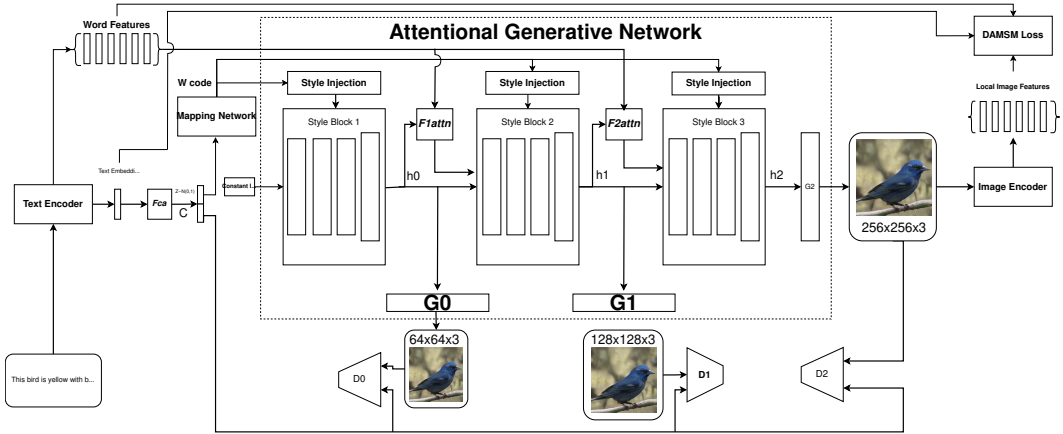 Attentional Generative Network
Word Features
DAMSM Loss
W code
Style Injection
Style Injection
Style Injection
Local Image Features
Mapping Network
Style Block 1
F1attn
Style Block 2
F2attn
Style Block 3
Text Embeddi...
Text Encoder
Fca
Z~N(0,1)
C
Constant I...
h0
h1
h2
G2
Image Encoder
256x256x3
G0
G1
64x64x3
128x128x3
This bird is yellow with b...
D0
D1
D2